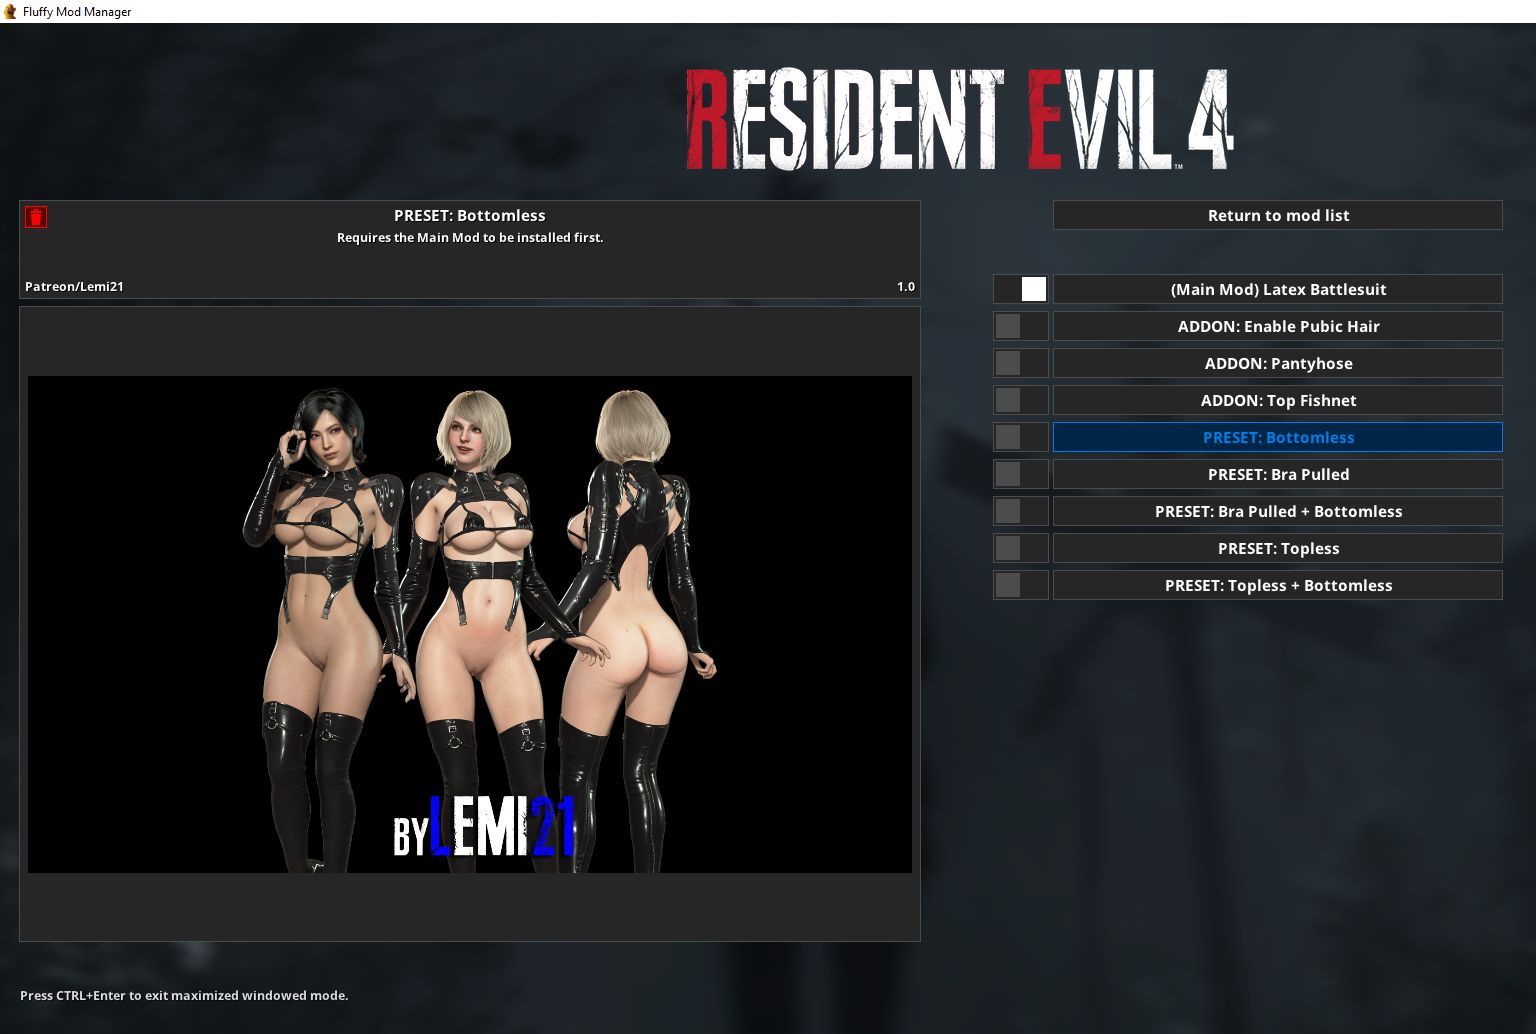 Fluffy Mod Manager
RESIDENT EVIL 4
TM
PRESET: Bottomless
Requires the Main Mod to be installed first.
Patreon/Lemi21
1.0
BY LEMI21
Return to mod list
(Main Mod) Latex Battlesuit
ADDON: Enable Pubic Hair
ADDON: Pantyhose
ADDON: Top Fishnet
PRESET: Bottomless
PRESET: Bra Pulled
PRESET: Bra Pulled + Bottomless
PRESET: Topless
PRESET: Topless + Bottomless
Press CTRL+Enter to exit maximized windowed mode.